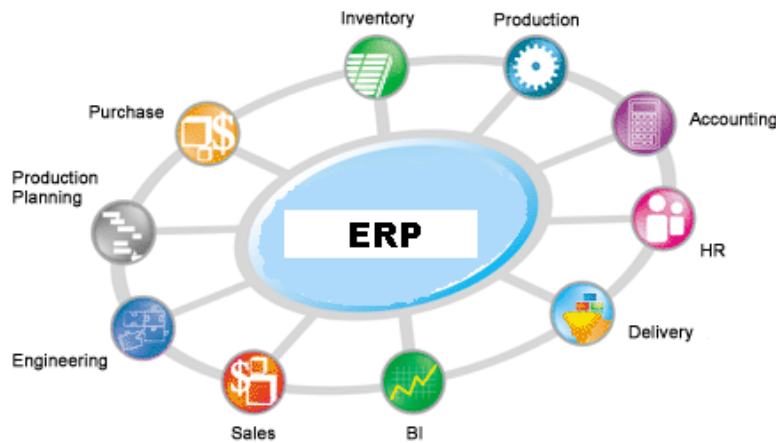 Inventory
Production
Purchase
Accounting
Production
Planning
ERP
HR
Delivery
Engineering
Sales
BI
$
$